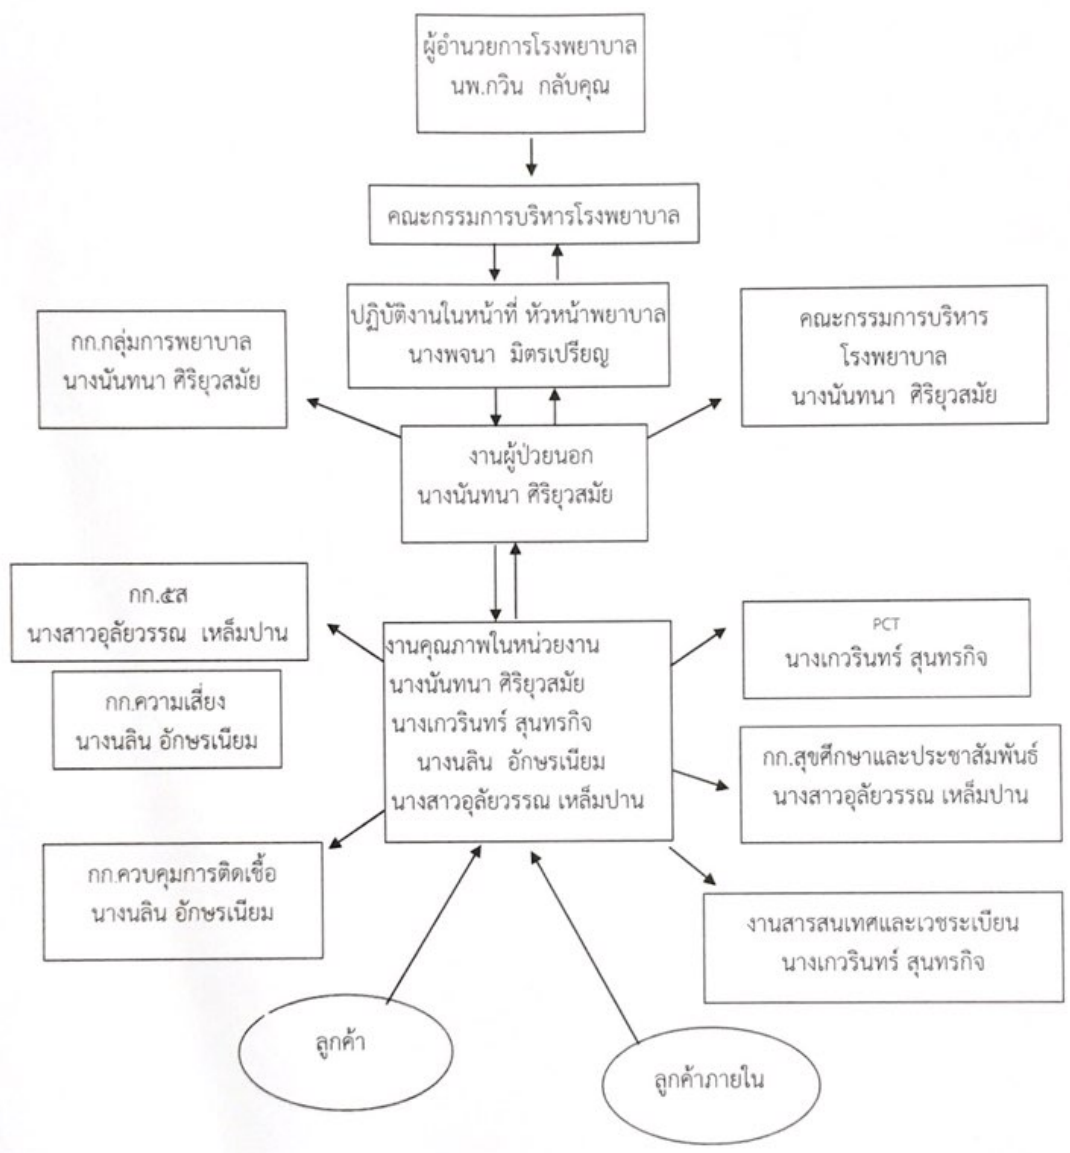 ผู้อำนวยการโรงพยาบาล
นพ.กวิน กลับคุณ
คณะกรรมการบริหารโรงพยาบาล
ปฏิบัติงานในหน้าที่ หัวหน้าพยาบาล
นางพจนา มิตรเปรียญ
กก.กลุ่มการพยาบาล
นางนันทนา ศิริยุวสมัย
คณะกรรมการบริหาร
โรงพยาบาล
นางนันทนา ศิริยุวสมัย
งานผู้ป่วยนอก
นางนันทนา ศิริยุวสมัย
กก.๕ส
นางสาวอุลัยวรรณ เหล็มปาน
กก.ความเสี่ยง
นางนลิน อักษรเนียม
งานคุณภาพในหน่วยงาน
นางนันทนา ศิริยุวสมัย
นางเกวรินทร์ สุนทรกิจ
นางนลิน อักษรเนียม
นางสาวอุลัยวรรณ เหล็มปาน
PCT
นางเกวรินทร์ สุนทรกิจ
กก.สุขศึกษาและประชาสัมพันธ์
นางสาวอุลัยวรรณ เหล็มปาน
กก.ควบคุมการติดเชื้อ
นางนลิน อักษรเนียม
งานสารสนเทศและเวชระเบียน
นางเกวรินทร์ สุนทรกิจ
ลูกค้า
ลูกค้าภายใน